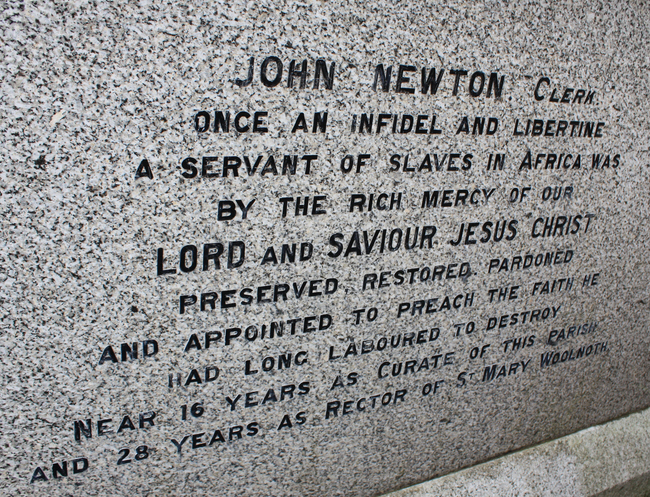 JOHN NEWTON. CLERK.
ONCE AN INFIDEL AND LIBERTINE
A SERVANT OF SLAVES IN AFRICA WAS
BY THE RICH MERCY OF OUR
LORD AND SAVIOUR JESUS CHRIST
PRESERVED, RESTORED, PARDONED
AND APPOINTED TO PREACH THE FAITH HE
HAD LONG LABOURED TO DESTROY
NEAR 16 YEARS AS CURATE OF THIS PARISH
AND 28 YEARS AS RECTOR OF ST MARY WOOLNOTH.